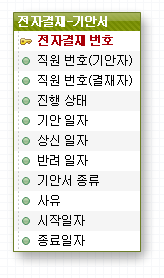 전자결재-기안서
전자결재 번호
직원 번호(기안자)
직원 번호(결재자)
진행 상태
기안 일자
상신 일자
반려 일자
기안서 종류
사유
시작일자
종료일자